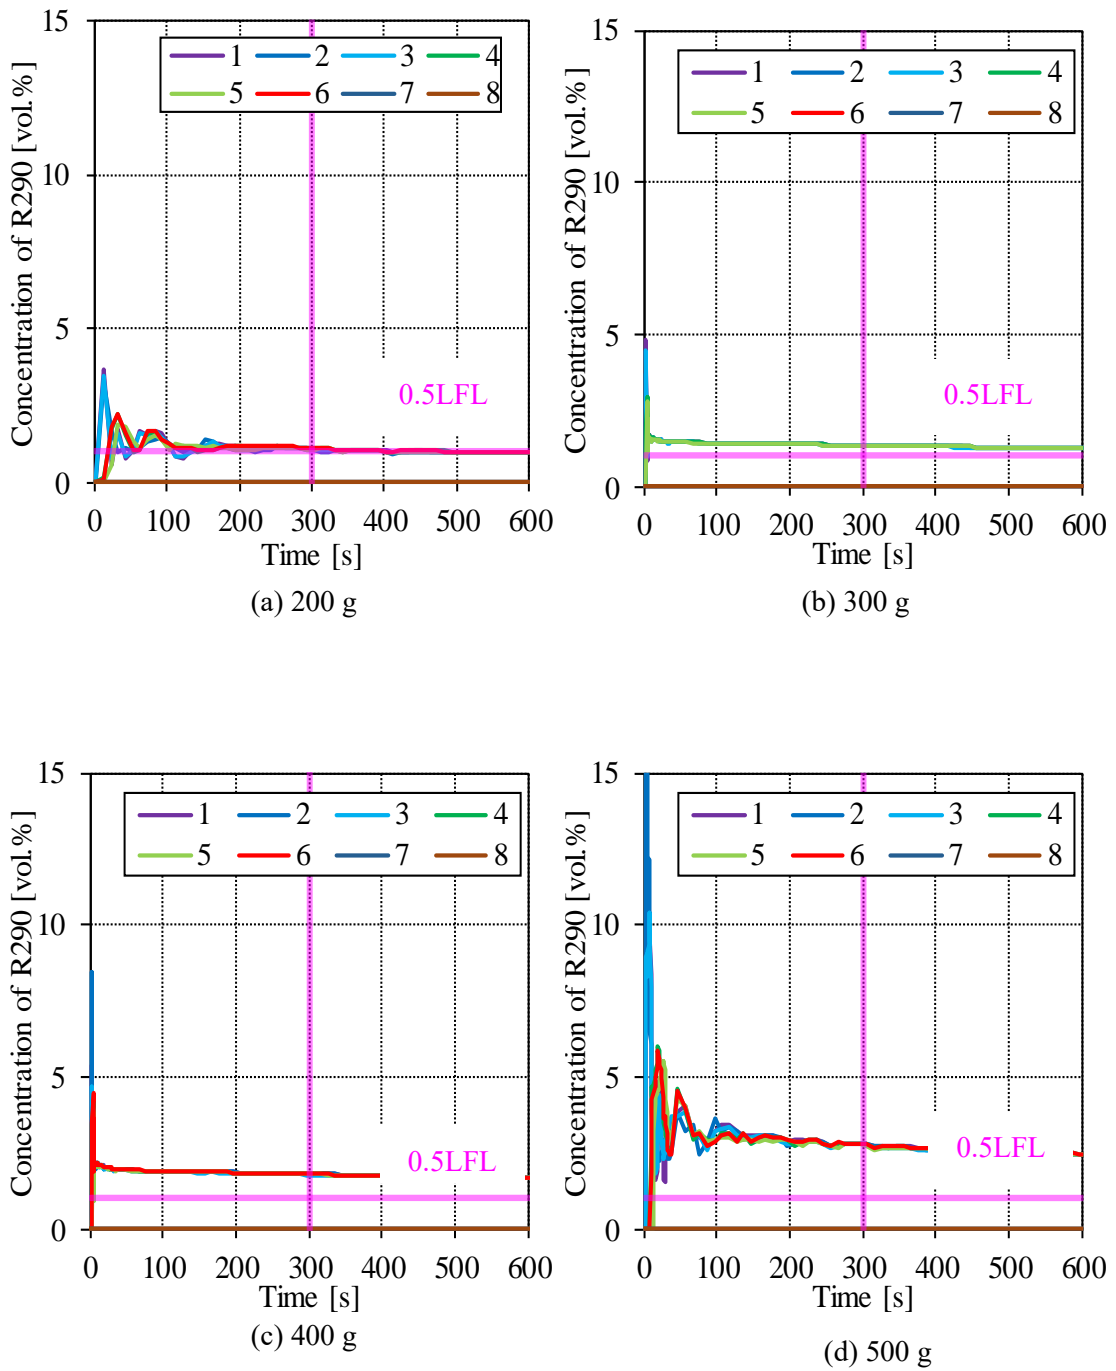 15
10
5
0
Concentration of R290 [vol.%]
1 2 3 4
5 6 7 8
0.5LFL
0 100 200 300 400 500 600
Time [s]
(a) 200 g
15
10
5
0
Concentration of R290 [vol.%]
1 2 3 4
5 6 7 8
0.5LFL
0 100 200 300 400 500 600
Time [s]
(b) 300 g
15
10
5
0
Concentration of R290 [vol.%]
1 2 3 4
5 6 7 8
0.5LFL
0 100 200 300 400 500 600
Time [s]
(c) 400 g
15
10
5
0
Concentration of R290 [vol.%]
1 2 3 4
5 6 7 8
0.5LFL
0 100 200 300 400 500 600
Time [s]
(d) 500 g